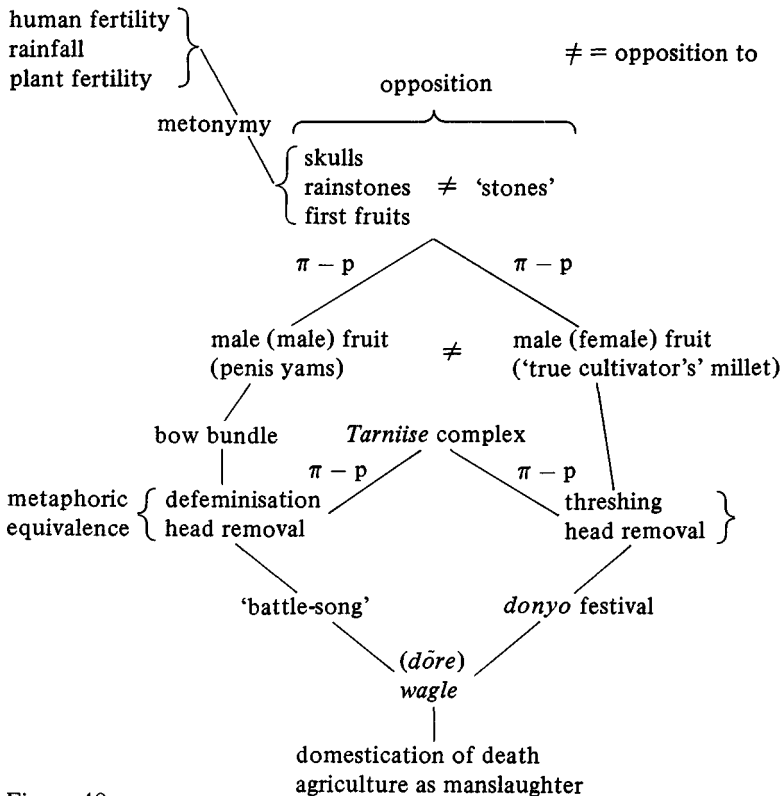 human fertility
rainfall
plant fertility
≠ = opposition to
opposition
metonymy
skulls
rainstones ≠ ‘stones’
first fruits
π – p π – p
male (male) fruit ≠ male (female) fruit
(penis yams) (‘true cultivator’s’ millet)
bow bundle Tarniise complex
π – p π – p
metaphoric defeminisation threshing
equivalence head removal head removal
‘battle-song’ donyo festival
(dõre)
wagle
domestication of death
agriculture as manslaughter